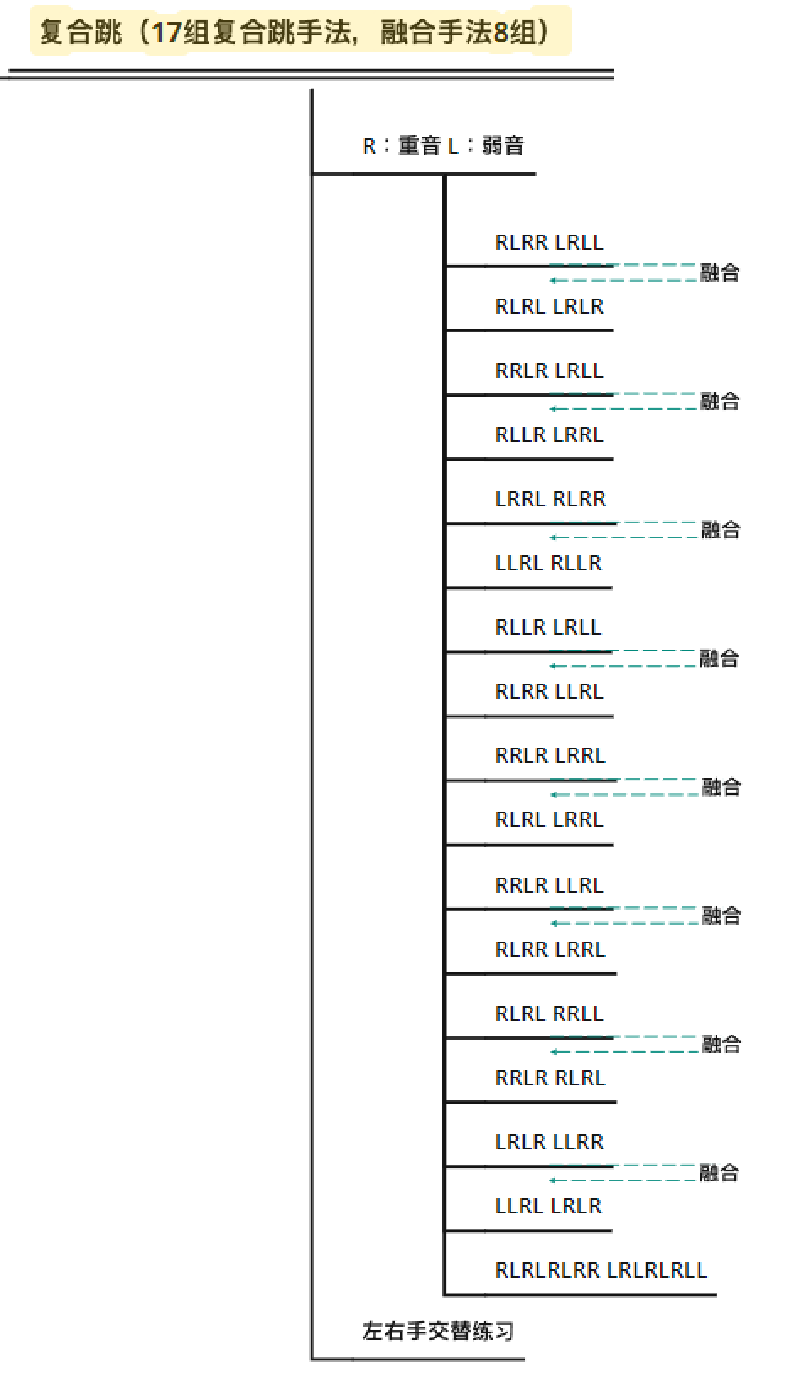 复合跳（17组复合跳手法，融合手法8组）
R：重音 L：弱音
RLRR LRLL
融合
RLRL LRLR
RRLR LRLL
融合
RLLR LRRL
LRRL RLRR
融合
LLRL RLLR
RLLR LRLL
融合
RLRR LLRL
RRLR LRRL
融合
RLRL LRRL
RRLR LLRL
融合
RLRR LRRL
RLRL RRLL
融合
RRLR RLRL
LRLR LLRR
融合
LLRL LRLR
RLRLRLRR LRLRLRLL
左右手交替练习